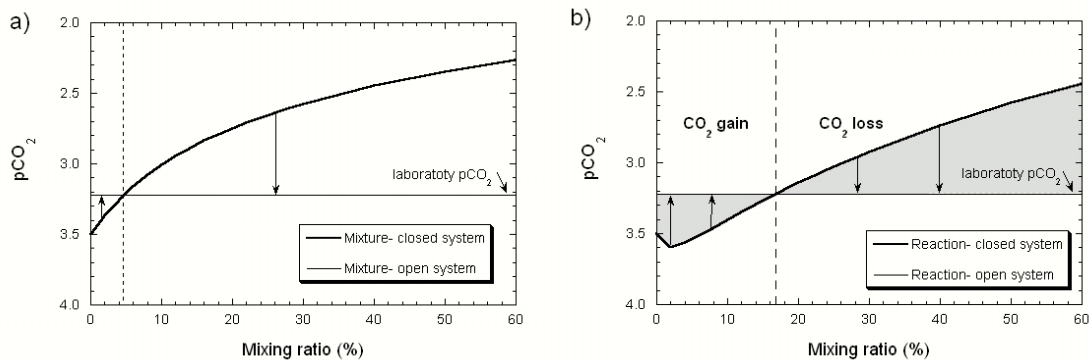 a)
pCO2
2.0
2.5
3.0
3.5
4.0
laboratoty pCO2
Mixture- closed system
Mixture- open system
0
10
20
30
40
50
60
Mixing ratio (%)
b)
pCO2
2.0
2.5
3.0
3.5
4.0
CO2 gain
CO2 loss
laboratoty pCO2
Reaction- closed system
Reaction- open system
0
10
20
30
40
50
60
Mixing ratio (%)